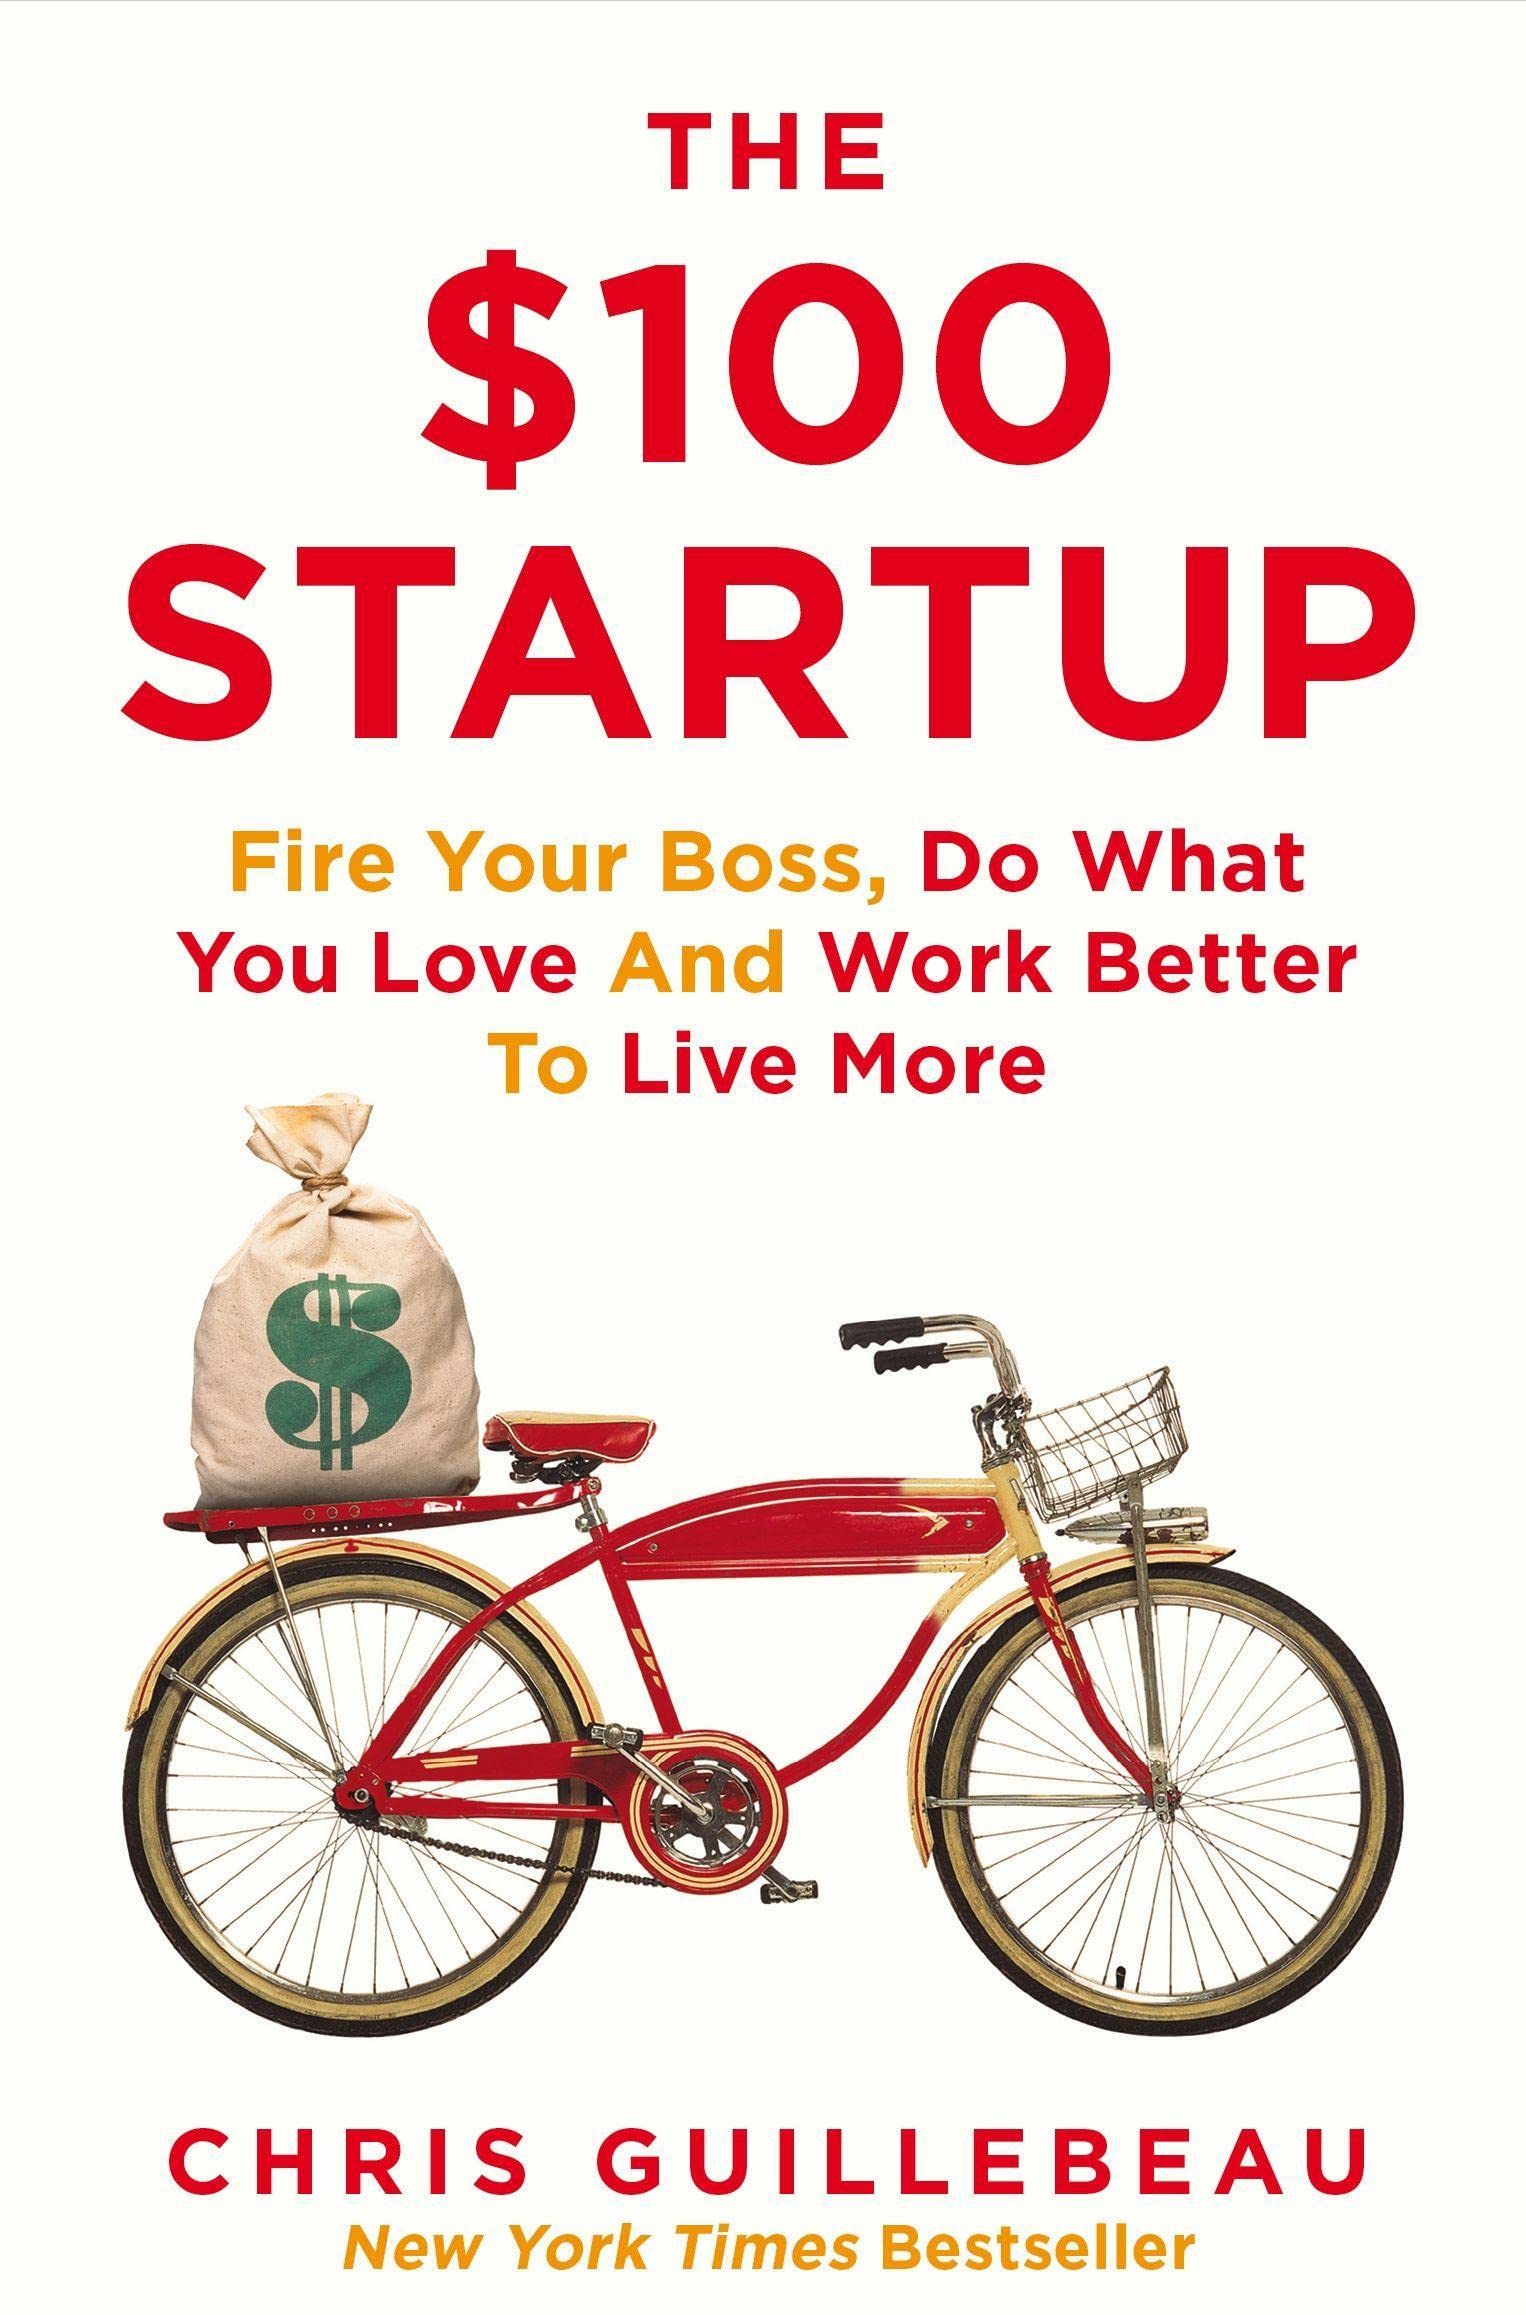 THE
$100
STARTUP
Fire Your Boss, Do What
You Love And Work Better
To Live More
$
CHRIS GUILLEBEAU
New York Times Bestseller